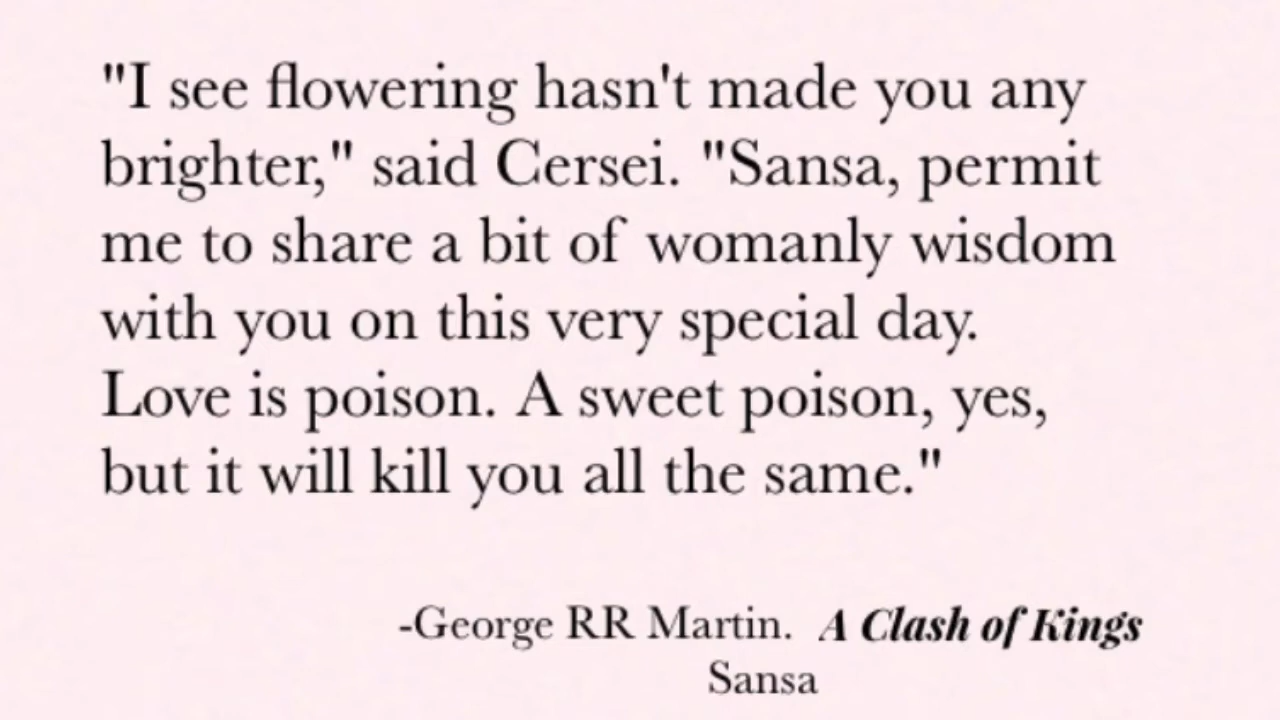 "I see flowering hasn't made you any
brighter," said Cersei. "Sansa, permit
me to share a bit of womanly wisdom
with you on this very special day.
Love is poison. A sweet poison, yes,
but it will kill you all the same."
-George RR Martin. A Clash of Kings
Sansa